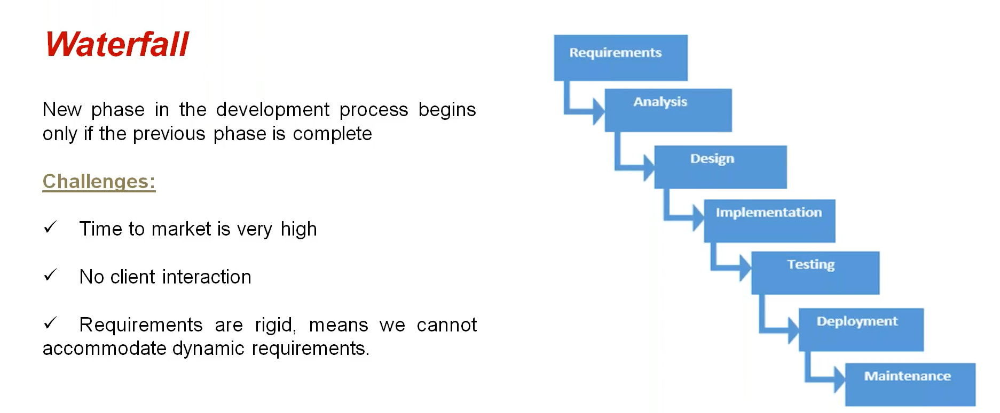 Waterfall
New phase in the development process begins
only if the previous phase is complete
Challenges:
✓ Time to market is very high
✓ No client interaction
✓ Requirements are rigid, means we cannot
accommodate dynamic requirements.
Requirements
Analysis
Design
Implementation
Testing
Deployment
Maintenance